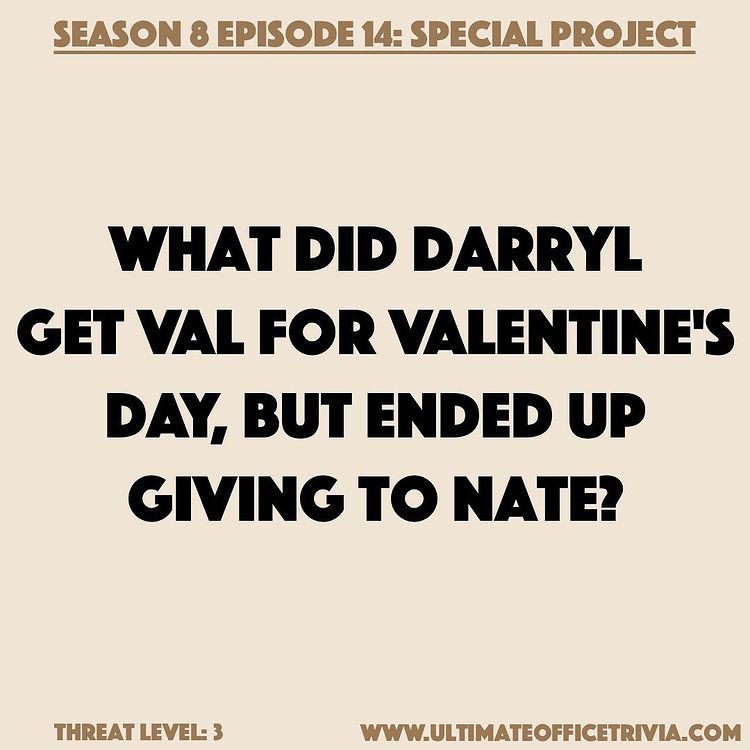 SEASON 8 EPISODE 14: SPECIAL PROJECT
WHAT DID DARRYL
GET VAL FOR VALENTINE'S
DAY, BUT ENDED UP
GIVING TO NATE?
THREAT LEVEL: 3
WWW.ULTIMATEOFFICETRIVIA.COM